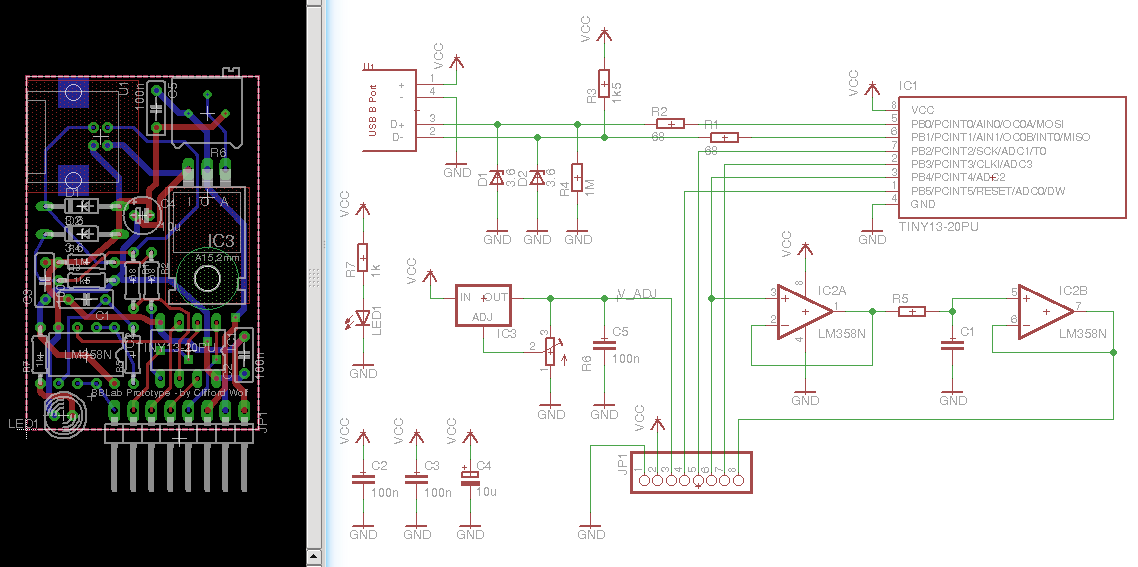 U1
100n
C5
R6
I O A
D1
D2
3.6
C4
10u
IC3
A15,2mm
1M
1k5
C3
C1
LM358N
TINY13-20PU
IC1
C2
100n
1k
BBLab Prototype - by Clifford Wolf
LED1
JP1
U1
USB B Port
+
-
D+
D-
1
4
3
2
VCC
GND
VCC
R3
1k5
D1
3.6
D2
3.6
R4
1M
GND
GND
GND
R2
68
R1
68
VCC
IC1
8
5
6
7
2
3
1
4
VCC
PB0/PCINT0/AIN0/OC0A/MOSI
PB1/PCINT1/AIN1/OC0B/INT0/MISO
PB2/PCINT2/SCK/ADC1/T0
PB3/PCINT3/CLKI/ADC3
PB4/PCINT4/ADC2
PB5/PCINT5/RESET/ADC0/DW
GND
TINY13-20PU
GND
VCC
R7
1k
LED1
GND
VCC
IN
OUT
ADJ
IC3
V_ADJ
3
2
1
R6
C5
100n
GND
GND
VCC
3
2
8
4
1
IC2A
LM358N
GND
R5
C1
GND
5
6
7
IC2B
LM358N
VCC
C2
100n
GND
VCC
C3
100n
GND
VCC
C4
10u
GND
GND
VCC
JP1
1 2 3 4 5 6 7 8